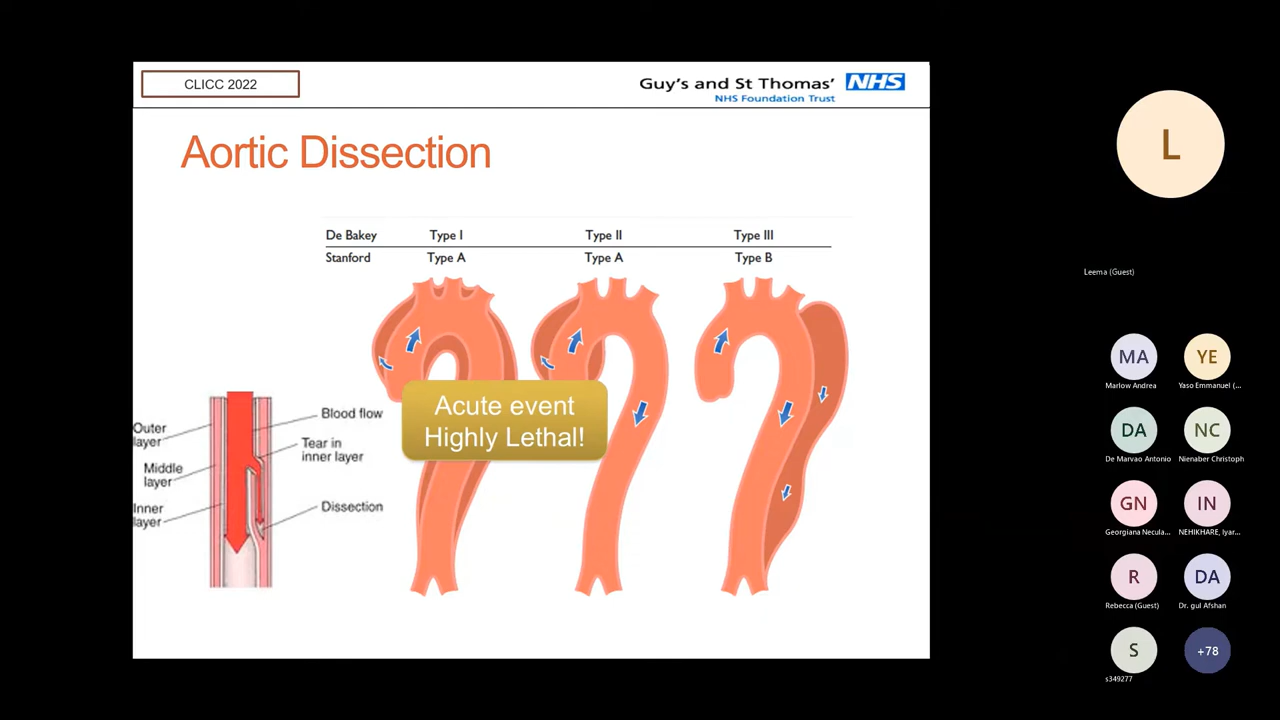 CLICC 2022
Guy's and St Thomas' NHS
NHS Foundation Trust
Aortic Dissection
De Bakey Type I Type II Type III
Stanford Type A Type A Type B
Acute event
Highly Lethal!
Outer
layer
Middle
layer
Inner
layer
Blood flow
Tear in
inner layer
Dissection
L
Leema (Guest)
MA YE
Marlow Andrea Yaso Emmanuel (...
DA NC
De Marvao Antonio Nienaber Christoph
GN IN
Georgiana Necula... NEHIKHARE, Iyar...
R DA
Rebecca (Guest) Dr. gul Afshan
S +78
s349277